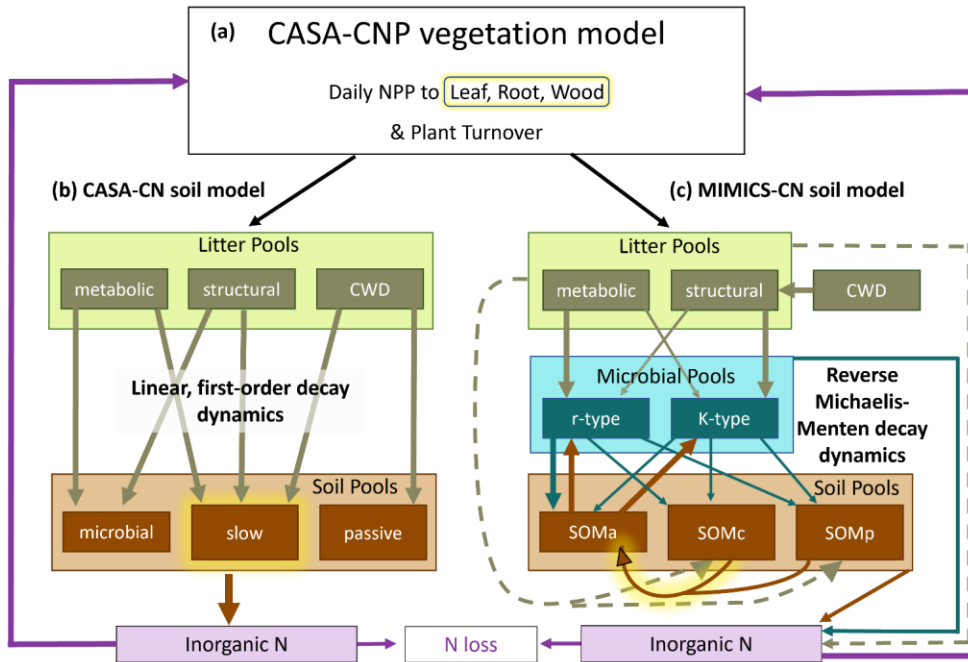 (a) CASA-CNP vegetation model
Daily NPP to Leaf, Root, Wood
& Plant Turnover
(b) CASA-CN soil model
(c) MIMICS-CN soil model
Litter Pools
metabolic structural CWD
Linear, first-order decay
dynamics
Soil Pools
microbial slow passive
Inorganic N
Litter Pools
metabolic structural CWD
Microbial Pools
r-type K-type
Reverse
Michaelis-
Menten decay
dynamics
Soil Pools
SOMa SOMc SOMp
N loss
Inorganic N